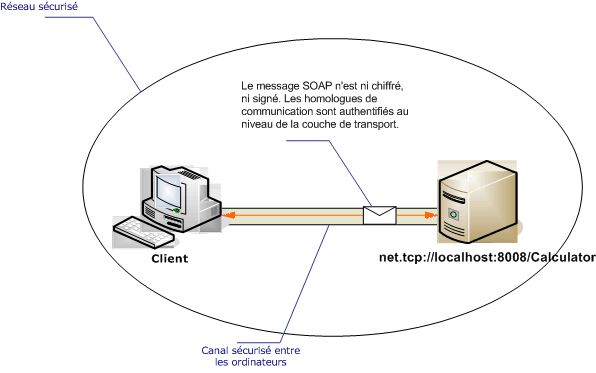 Réseau sécurisé
Le message SOAP n'est ni chiffré,
ni signé. Les homologues de
communication sont authentifiés au
niveau de la couche de transport.
Client
net.tcp://localhost:8008/Calculator
Canal sécurisé entre
les ordinateurs